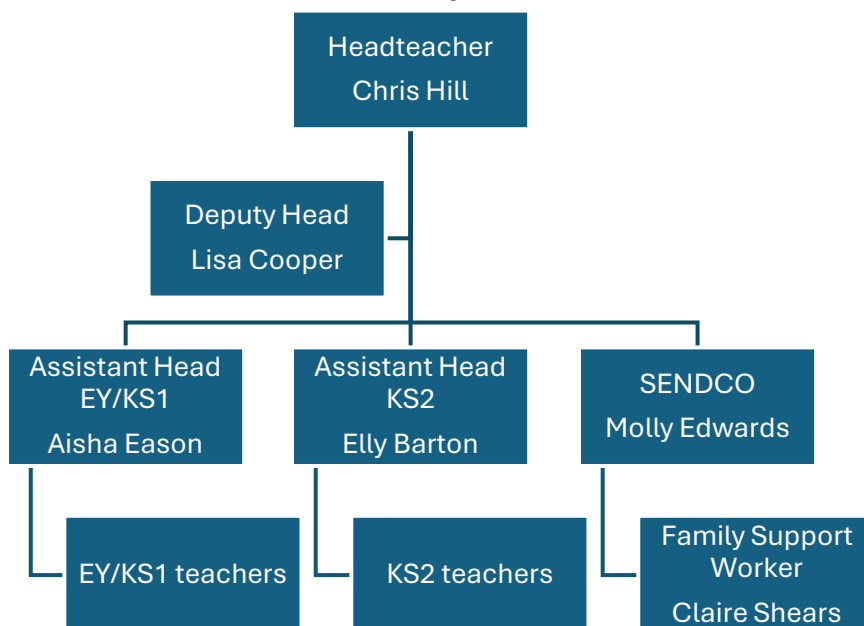 Headteacher
Chris Hill
Deputy Head
Lisa Cooper
Assistant Head
EY/KS1
Aisha Eason
Assistant Head
KS2
Elly Barton
SENDCO
Molly Edwards
EY/KS1 teachers
KS2 teachers
Family Support
Worker
Claire Shears